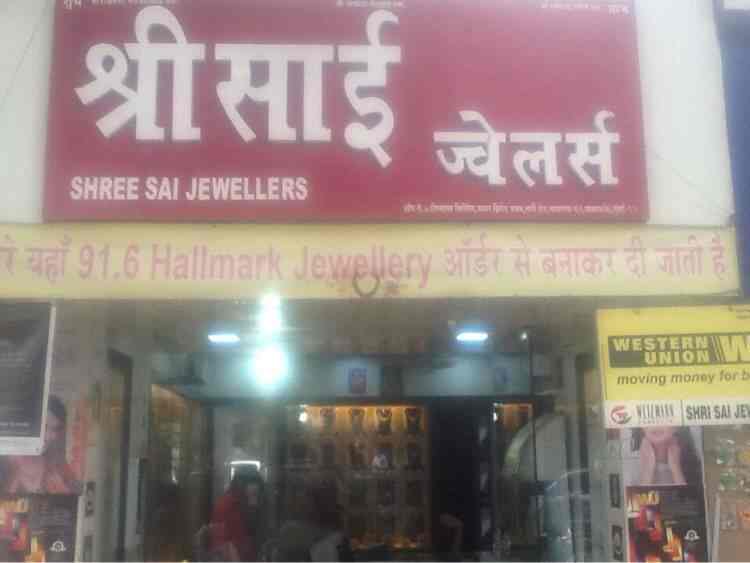 श्री साई
ज्वेलर्स
SHREE SAI JEWELLERS
यहाँ 91.6 Hallmark Jewellery ऑर्डर से बनाकर दी जाती है
WESTERN
UNION
moving money for
WEIZMANN
SHRI SAI